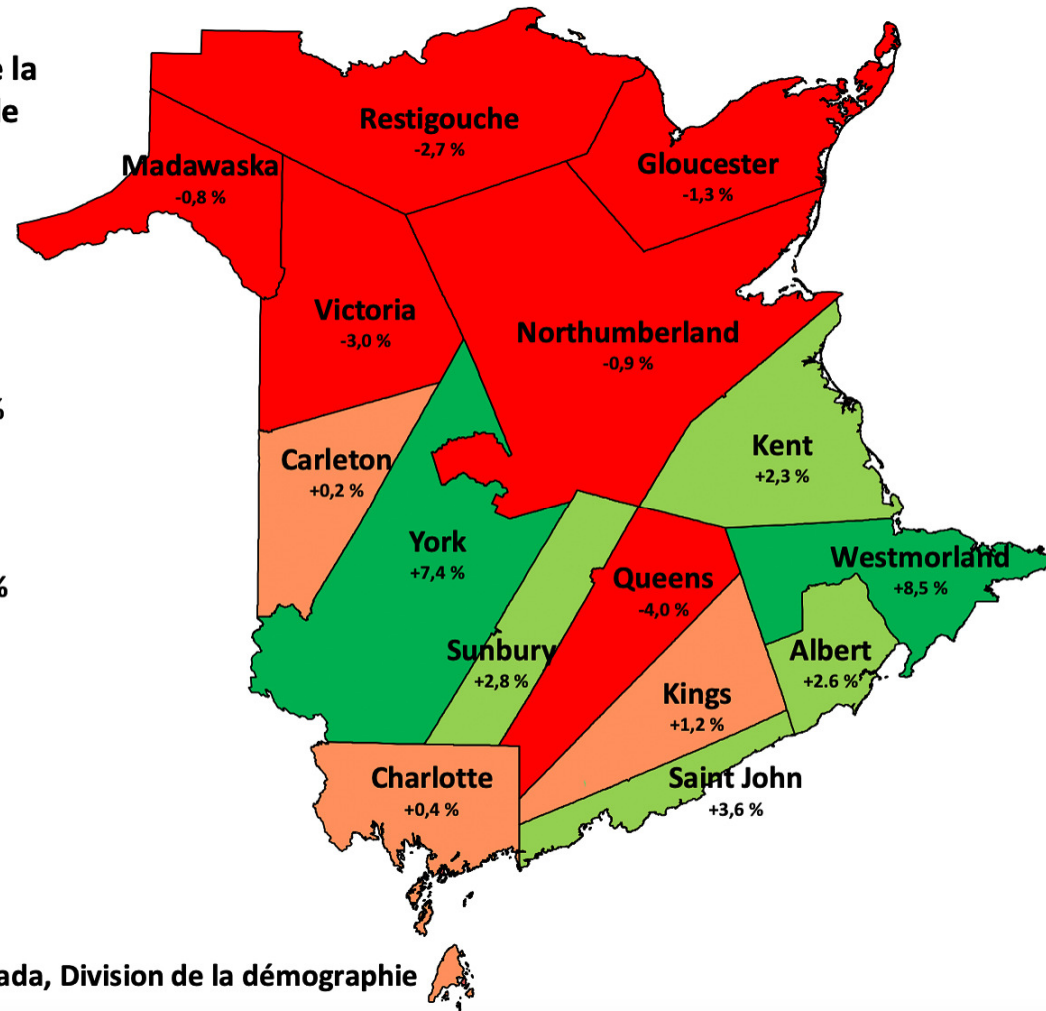 e la
le
Restigouche
-2,7 %
Madawaska
-0,8 %
Gloucester
-1,3 %
Victoria
-3,0 %
Northumberland
-0,9 %
%
Carleton
+0,2 %
Kent
+2,3 %
York
+7,4 %
Westmorland
+8,5 %
%
Queens
-4,0 %
Sunbury
+2,8 %
Albert
+2.6 %
Kings
+1,2 %
Charlotte
+0,4 %
Saint John
+3,6 %
ada, Division de la démographie